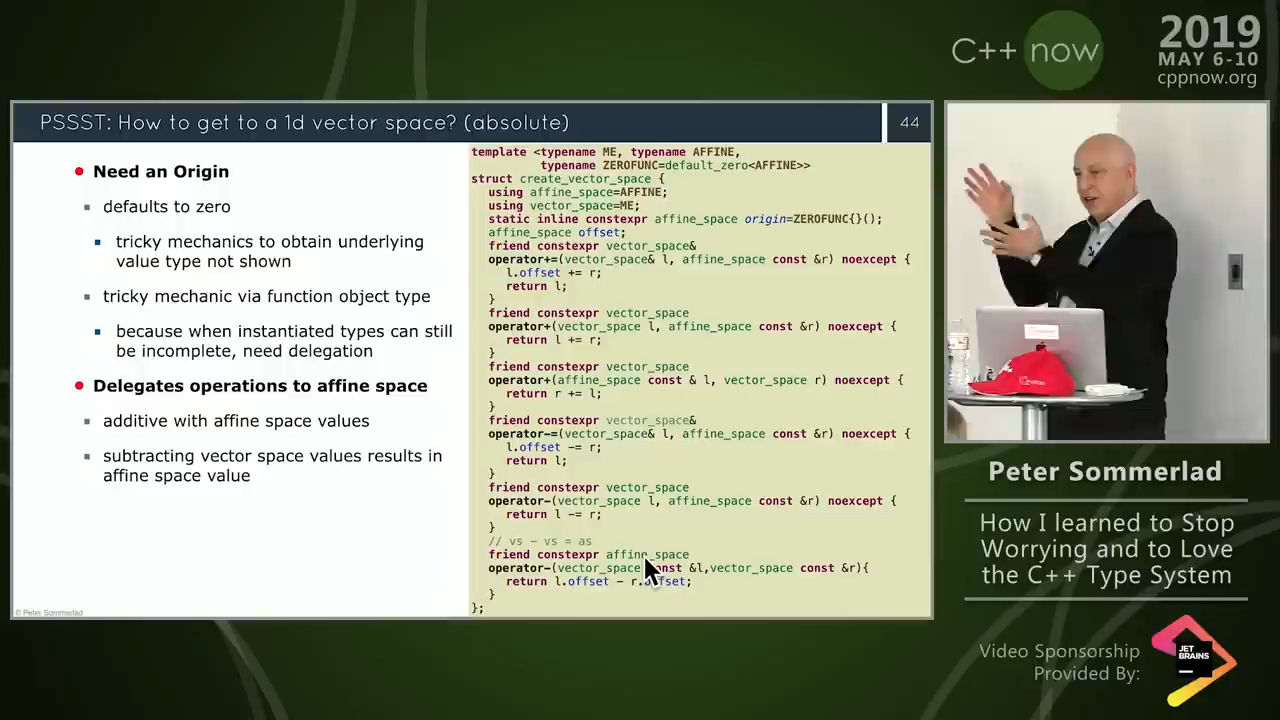 C++ now
2019
MAY 6-10
cppnow.org
PSSST: How to get to a 1d vector space? (absolute)
44
Need an Origin
defaults to zero
tricky mechanics to obtain underlying
value type not shown
tricky mechanic via function object type
because when instantiated types can still
be incomplete, need delegation
Delegates operations to affine space
additive with affine space values
subtracting vector space values results in
affine space value
© Peter Sommerlad
template <typename ME, typename AFFINE,
typename ZEROFUNC=default_zero<AFFINE>>
struct create_vector_space {
using affine_space=AFFINE;
using vector_space=ME;
static inline constexpr affine_space origin=ZEROFUNC{}();
affine_space offset;
friend constexpr vector_space&
operator+=(vector_space& l, affine_space const &r) noexcept {
l.offset += r;
return l;
}
friend constexpr vector_space
operator+(vector_space l, affine_space const &r) noexcept {
return l += r;
}
friend constexpr vector_space
operator+(affine_space const & l, vector_space r) noexcept {
return r += l;
}
friend constexpr vector_space&
operator-=(vector_space& l, affine_space const &r) noexcept {
l.offset -= r;
return l;
}
friend constexpr vector_space
operator-(vector_space l, affine_space const &r) noexcept {
return l -= r;
}
// vs - vs = as
friend constexpr affine_space
operator-(vector_space const &l,vector_space const &r){
return l.offset - r.offset;
}
};
Peter Sommerlad
How I learned to Stop
Worrying and to Love
the C++ Type System
Video Sponsorship
Provided By:
JET
BRAINS